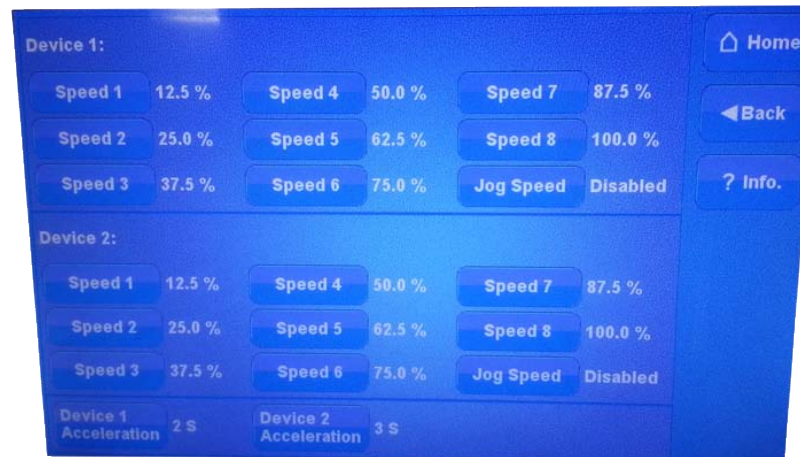 Device 1:
Speed 1 12.5 % Speed 4 50.0 % Speed 7 87.5 %
Speed 2 25.0 % Speed 5 62.5 % Speed 8 100.0 %
Speed 3 37.5 % Speed 6 75.0 % Jog Speed Disabled
Device 2:
Speed 1 12.5 % Speed 4 50.0 % Speed 7 87.5 %
Speed 2 25.0 % Speed 5 62.5 % Speed 8 100.0 %
Speed 3 37.5 % Speed 6 75.0 % Jog Speed Disabled
Device 1
Acceleration 2 S
Device 2
Acceleration 3 S
Home
Back
? Info.